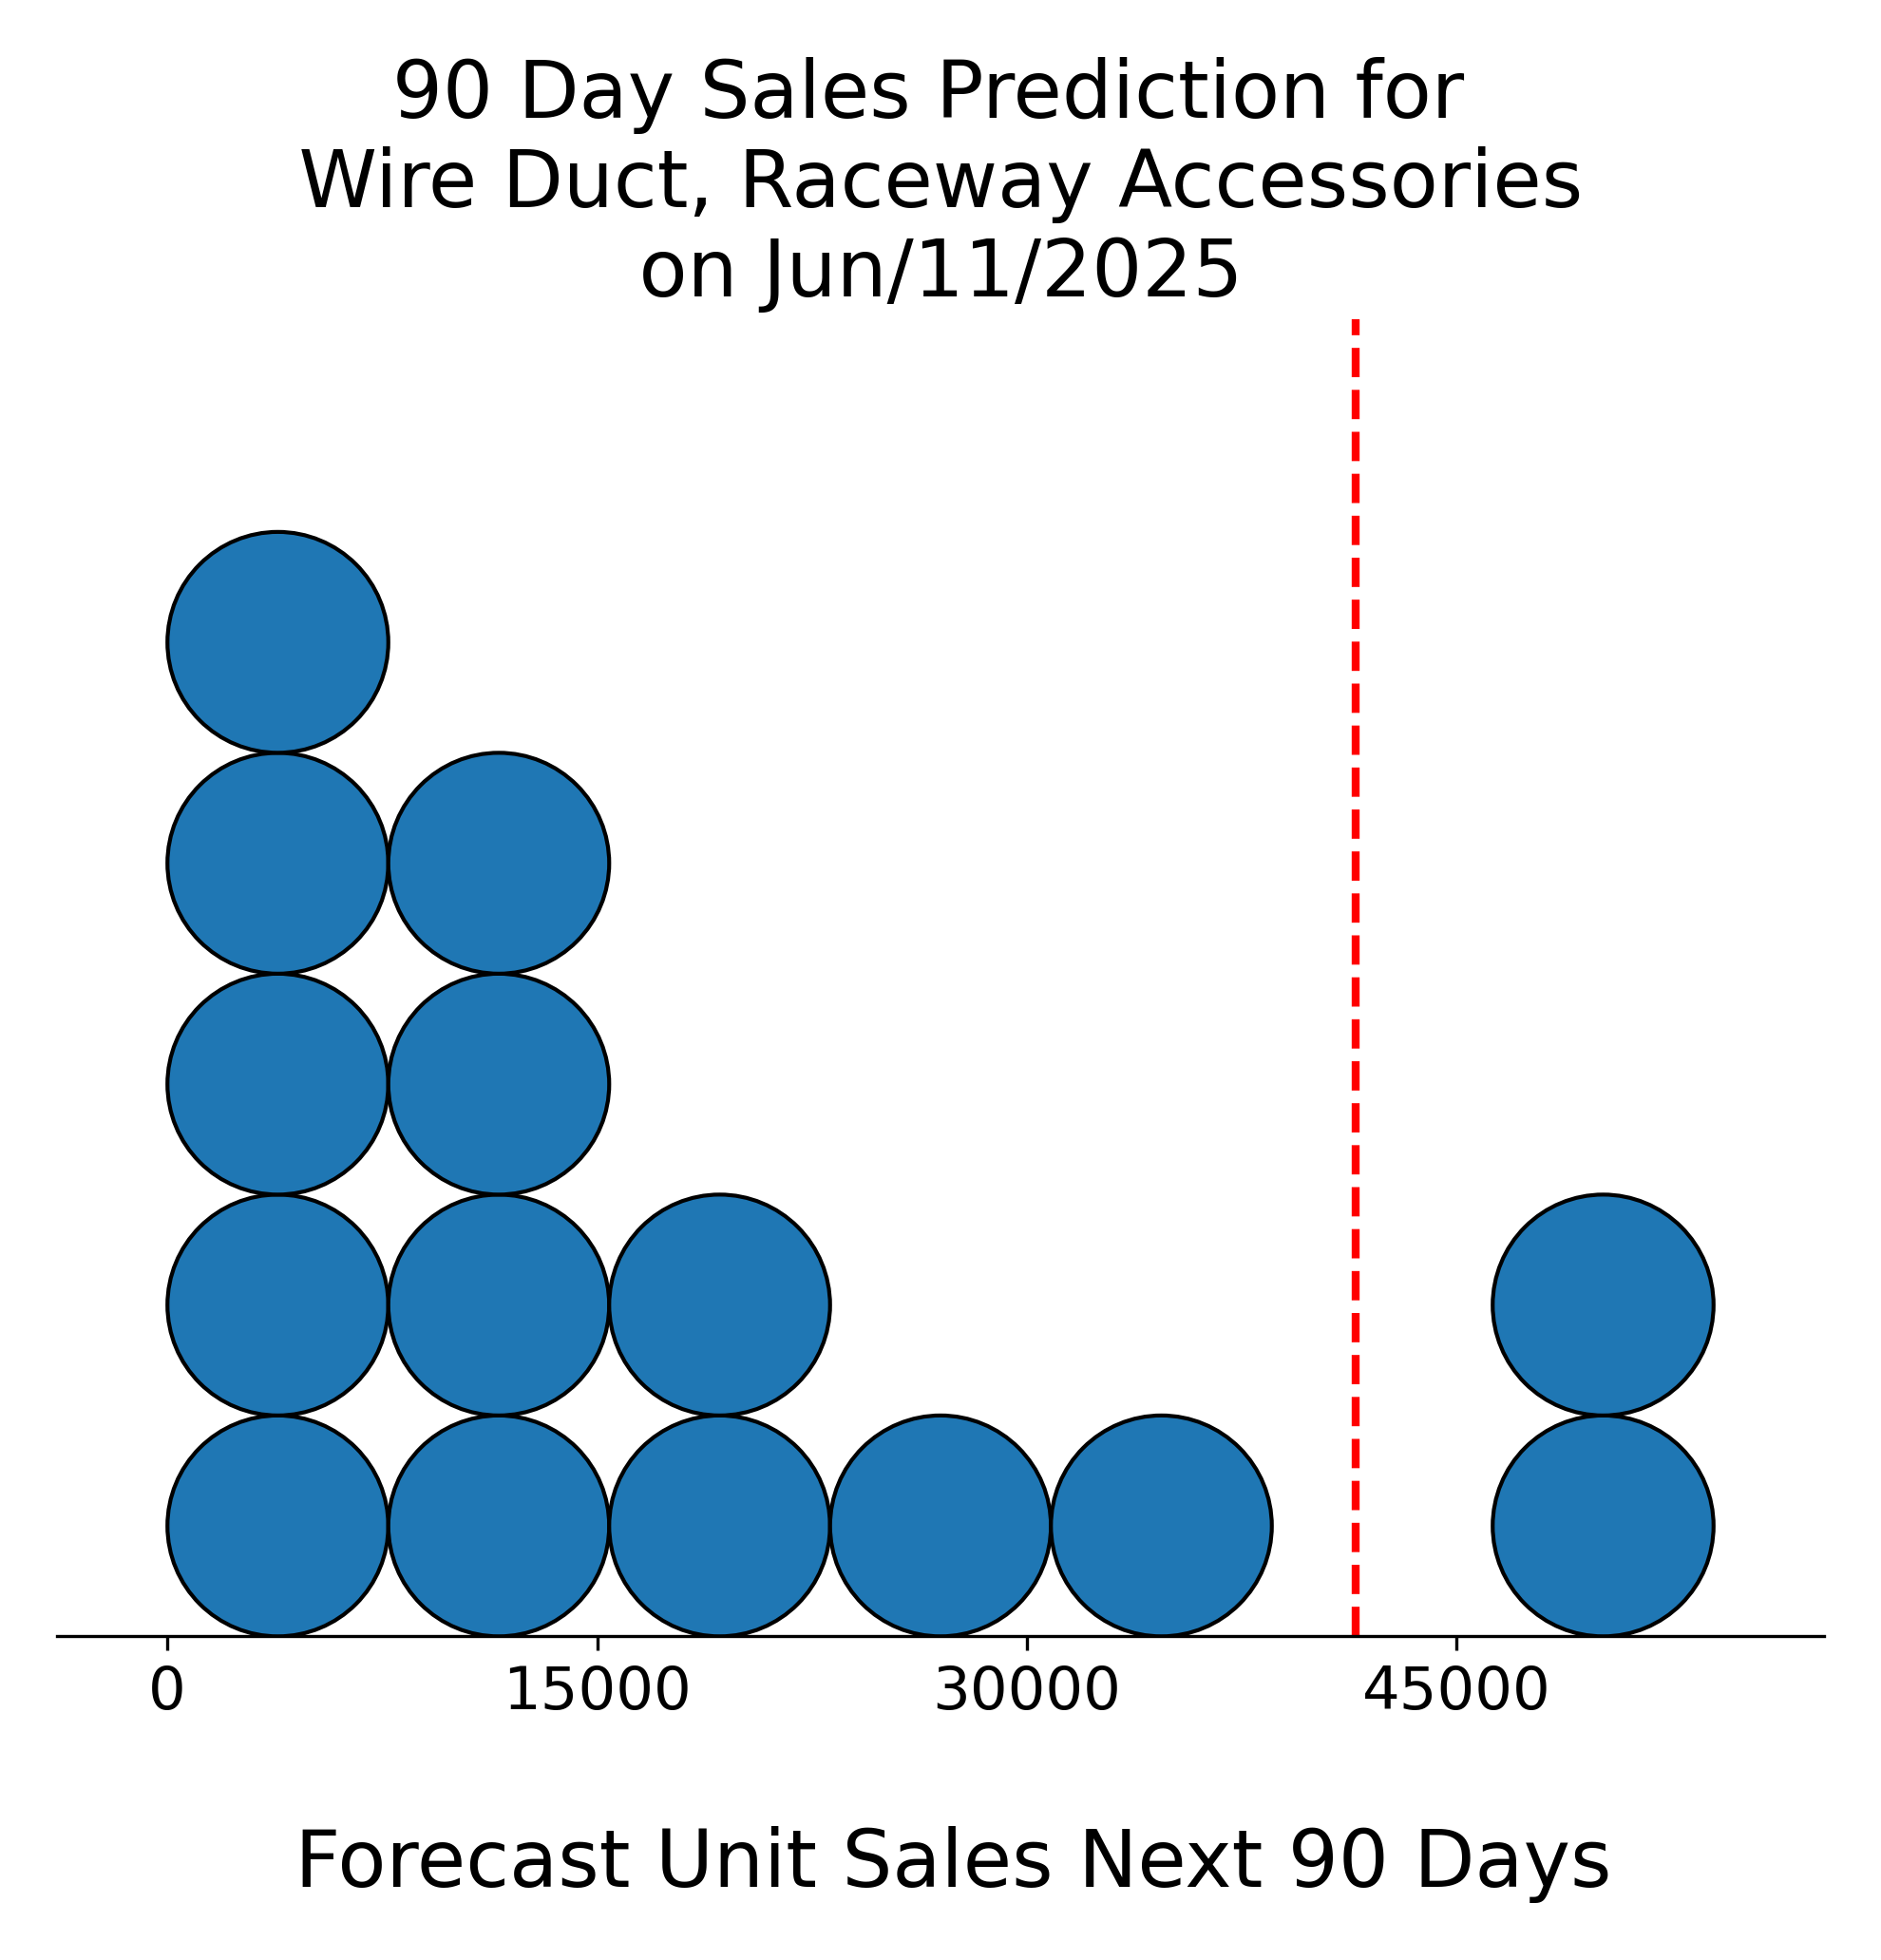 90 Day Sales Prediction for
Wire Duct, Raceway Accessories
on Jun/11/2025
0 15000 30000 45000
Forecast Unit Sales Next 90 Days